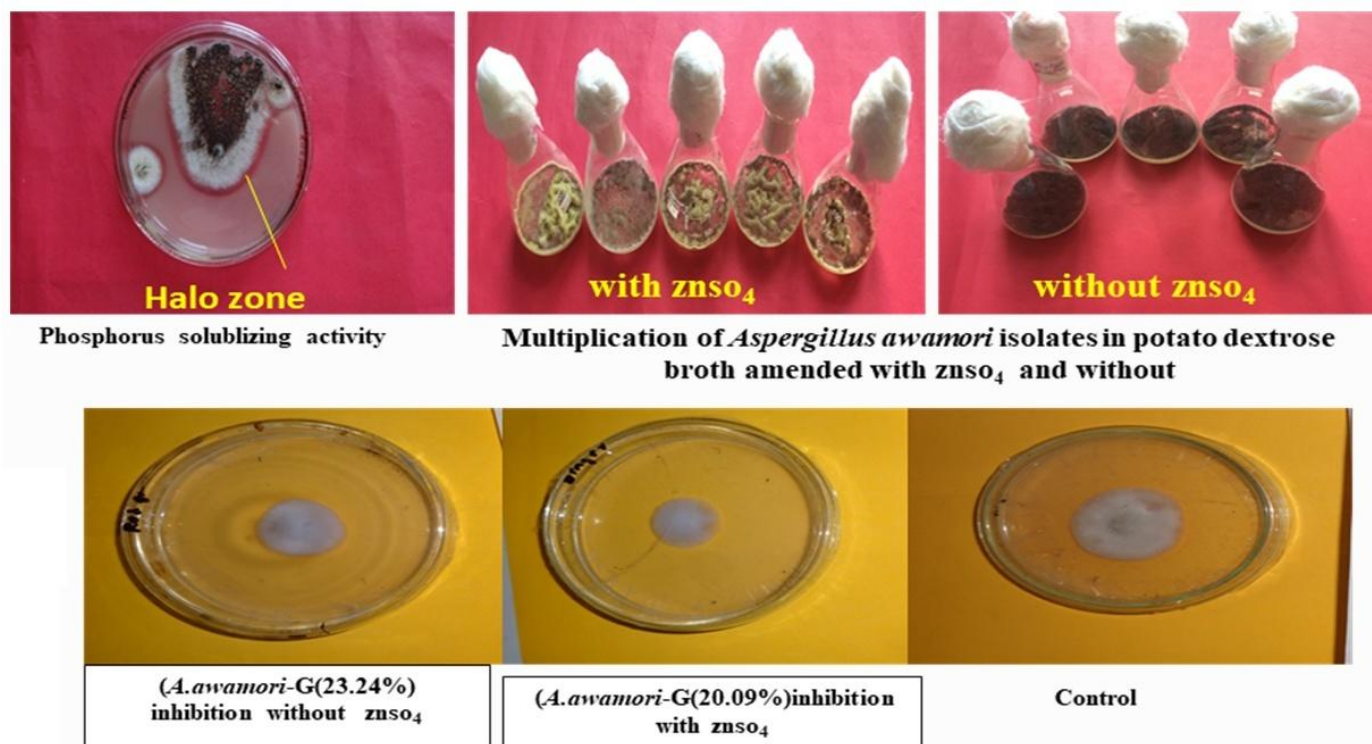 Halo zone
with znso₄
without znso₄
Phosphorus solublizing activity
Multiplication of Aspergillus awamori isolates in potato dextrose
broth amended with znso₄ and without
(A.awamori-G(23.24%)
inhibition without znso₄
(A.awamori-G(20.09%)inhibition
with znso₄
Control